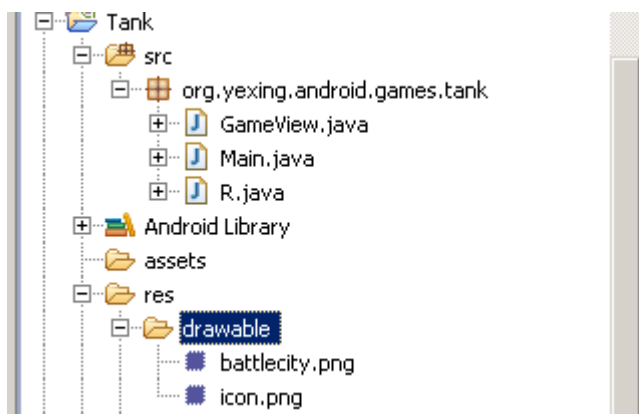 Tank
src
org.yexing.android.games.tank
GameView.java
Main.java
R.java
Android Library
assets
res
drawable
battlecity.png
icon.png